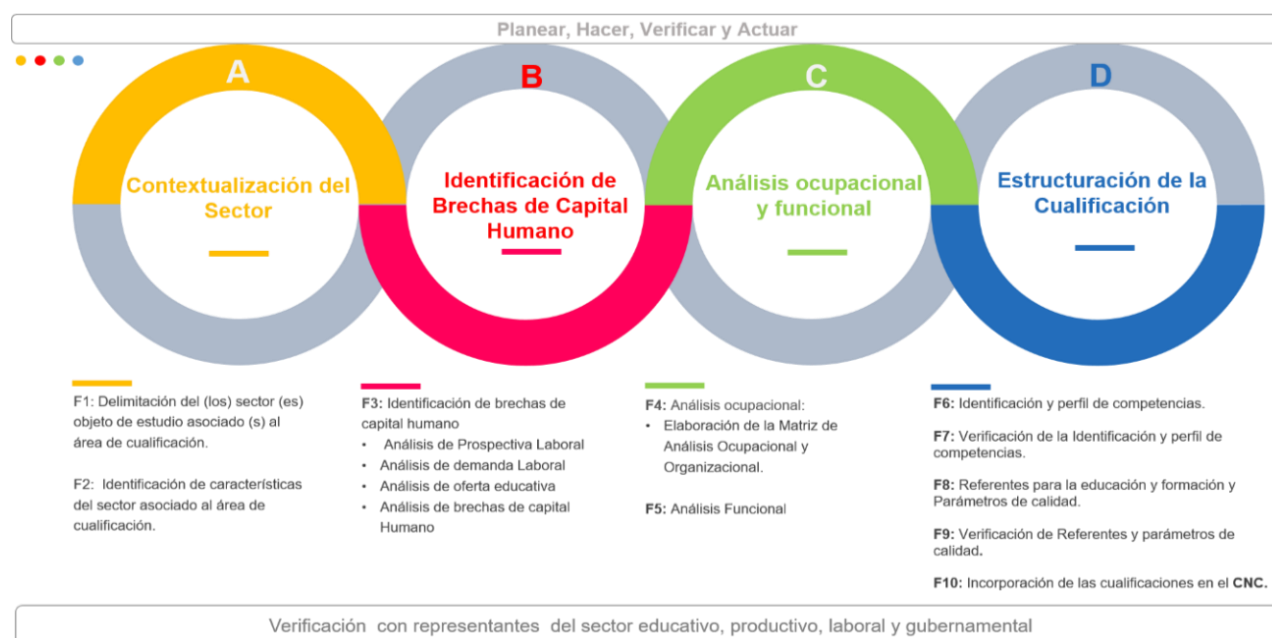 Planear, Hacer, Verificar y Actuar
A
Contextualización del
Sector
F1: Delimitación del (los) sector (es)
objeto de estudio asociado (s) al
área de cualificación.
F2: Identificación de características
del sector asociado al área de
cualificación.
B
Identificación de
Brechas de Capital
Humano
F3: Identificación de brechas de
capital humano
• Análisis de Prospectiva Laboral
• Análisis de demanda Laboral
• Análisis de oferta educativa
• Análisis de brechas de capital
Humano
C
Análisis ocupacional
y funcional
F4: Análisis ocupacional:
• Elaboración de la Matriz de
Análisis Ocupacional y
Organizacional.
F5: Análisis Funcional
D
Estructuración de la
Cualificación
F6: Identificación y perfil de competencias.
F7: Verificación de la Identificación y perfil de
competencias.
F8: Referentes para la educación y formación y
Parámetros de calidad.
F9: Verificación de Referentes y parámetros de
calidad.
F10: Incorporación de las cualificaciones en el CNC.
Verificación con representantes del sector educativo, productivo, laboral y gubernamental